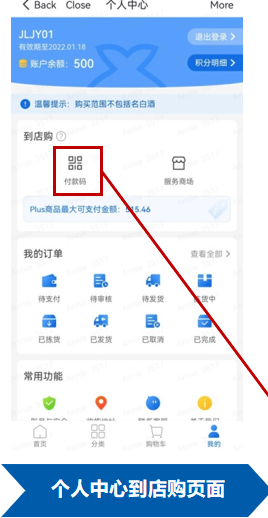 Back Close 个人中心 More
JLJY01 退出登录
有效期至2022.01.18
账户余额: 500 积分明细
温馨提示: 购买范围不包括名白酒
到店购
付款码 服务商场
Plus商品最大可支付金额: 515.46
我的订单 查看全部
待支付 待审核 待发货
已拣货 已发货 已取消 已完成
常用功能
首页 分类 购物车 我的
个人中心到店购页面